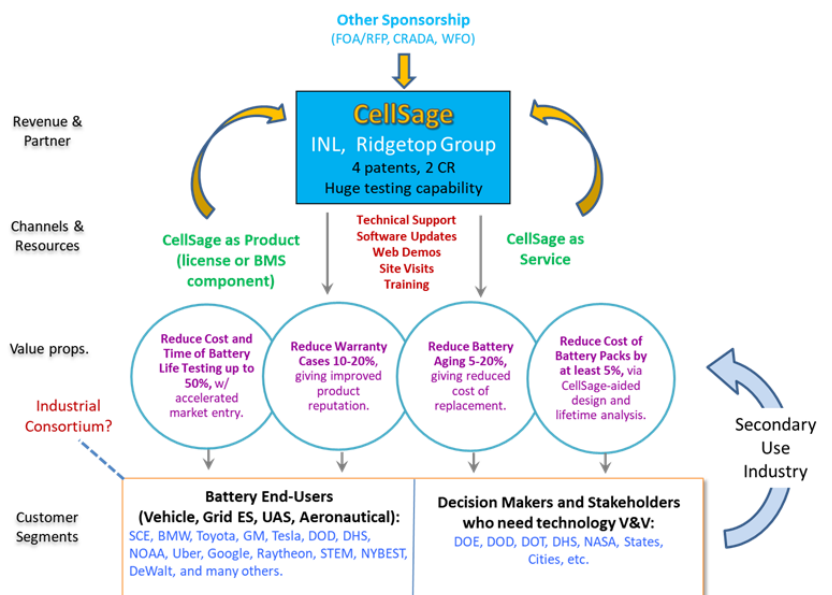 Other Sponsorship
(FOA/RFP, CRADA, WFO)
Revenue &
Partner
CellSage
INL, Ridgetop Group
4 patents, 2 CR
Huge testing capability
Channels &
Resources
CellSage as Product
(license or BMS
component)
Technical Support
Software Updates
Web Demos
Site Visits
Training
CellSage as
Service
Value props.
Reduce Cost and
Time of Battery
Life Testing up to
50%, w/
accelerated
market entry.
Reduce Warranty
Cases 10-20%,
giving improved
product
reputation.
Reduce Battery
Aging 5-20%,
giving reduced
cost of
replacement.
Reduce Cost of
Battery Packs by
at least 5%, via
CellSage-aided
design and
lifetime analysis.
Secondary
Use
Industry
Industrial
Consortium?
Customer
Segments
Battery End-Users
(Vehicle, Grid ES, UAS, Aeronautical):
SCE, BMW, Toyota, GM, Tesla, DOD, DHS,
NOAA, Uber, Google, Raytheon, STEM, NYBEST,
DeWalt, and many others.
Decision Makers and Stakeholders
who need technology V&V:
DOE, DOD, DOT, DHS, NASA, States,
Cities, etc.